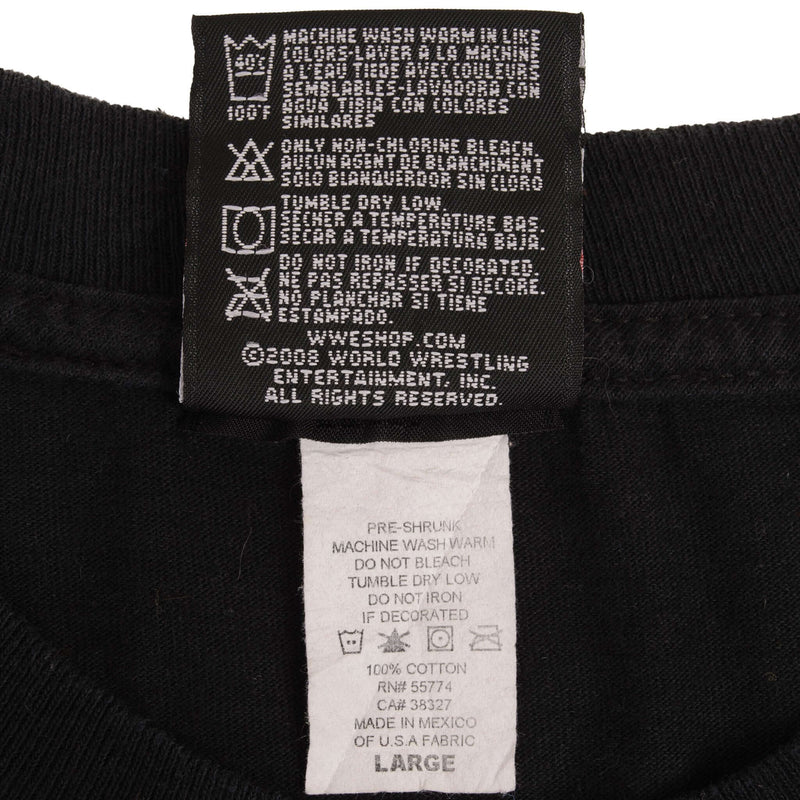 MACHINE WASH WARM IN LIKE
COLORS-LAVER A LA MACHINE
A L'EAU TIEDE AVEC COULEURS
SEMBLABLES-LAVADORA CON
AGUA TIBIA CON COLORES
SIMILARES
40c
100°F
ONLY NON-CHLORINE BLEACH.
AUCUN AGENT DE BLANCHIMENT
SOLO BLANQUERDOR SIN CLORO
TUMBLE DRY LOW.
SECHER A TEMPERATURE BAS.
SECAR A TEMPERATURA BAJA.
DO NOT IRON IF DECORATED.
NE PAS REPASSER SI DECORE.
NO PLANCHAR SI TIENE
ESTAMPADO.
WWESHOP.COM
©2008 WORLD WRESTLING
ENTERTAINMENT, INC.
ALL RIGHTS RESERVED.
PRE-SHRUNK
MACHINE WASH WARM
DO NOT BLEACH
TUMBLE DRY LOW
DO NOT IRON
IF DECORATED
100% COTTON
RN# 55774
CA# 38327
MADE IN MEXICO
OF U.S.A FABRIC
LARGE